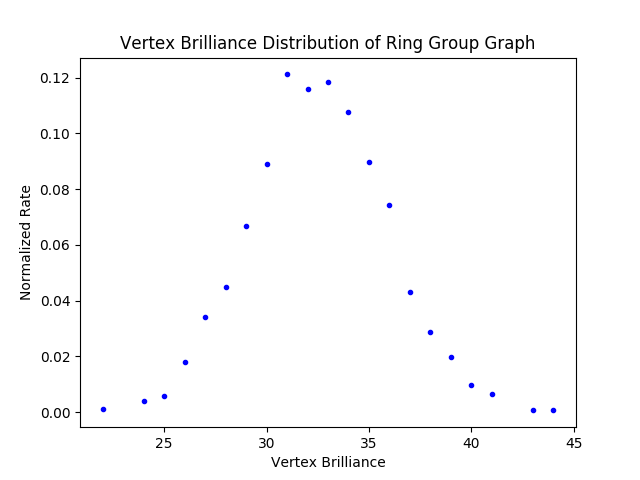 Vertex Brilliance Distribution of Ring Group Graph
0.12
0.10
0.08
0.06
0.04
0.02
0.00
Normalized Rate
25 30 35 40 45
Vertex Brilliance